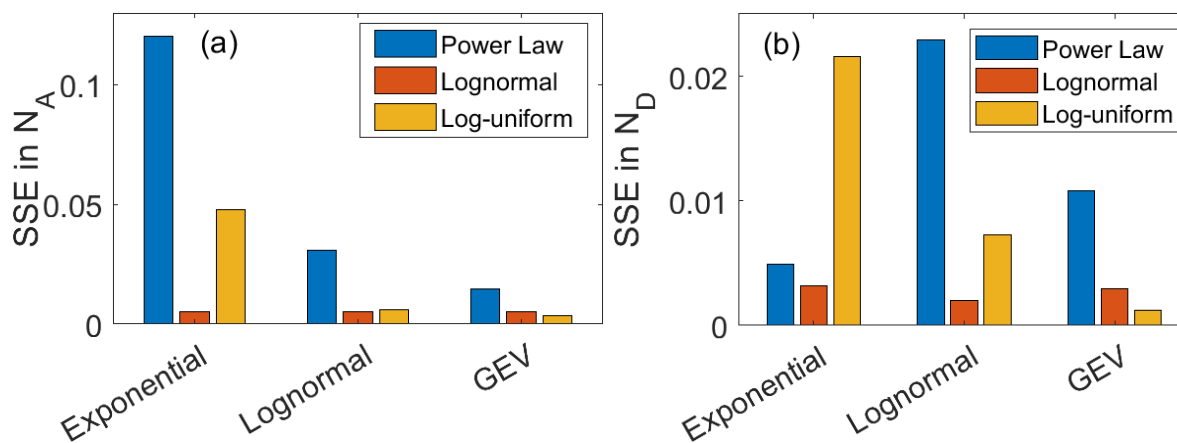 (a)
Power Law
Lognormal
Log-uniform
SSE in N_A
0.1
0.05
0
Exponential
Lognormal
GEV
(b)
Power Law
Lognormal
Log-uniform
SSE in N_D
0.02
0.01
0
Exponential
Lognormal
GEV